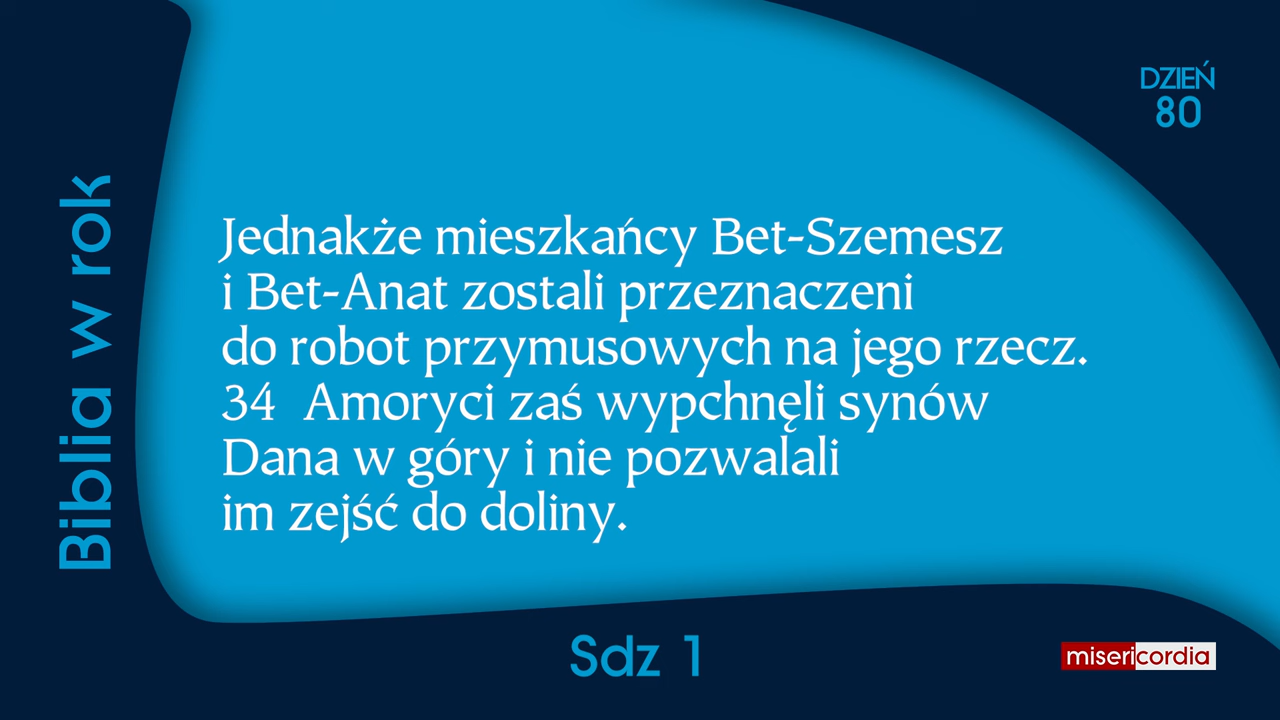 DZIEŃ
80
Biblia w rok
Jednakże mieszkańcy Bet-Szemesz
i Bet-Anat zostali przeznaczeni
do robot przymusowych na jego rzecz.
34 Amoryci zaś wypchnęli synów
Dana w góry i nie pozwalali
im zejść do doliny.
Sdz 1
misericordia